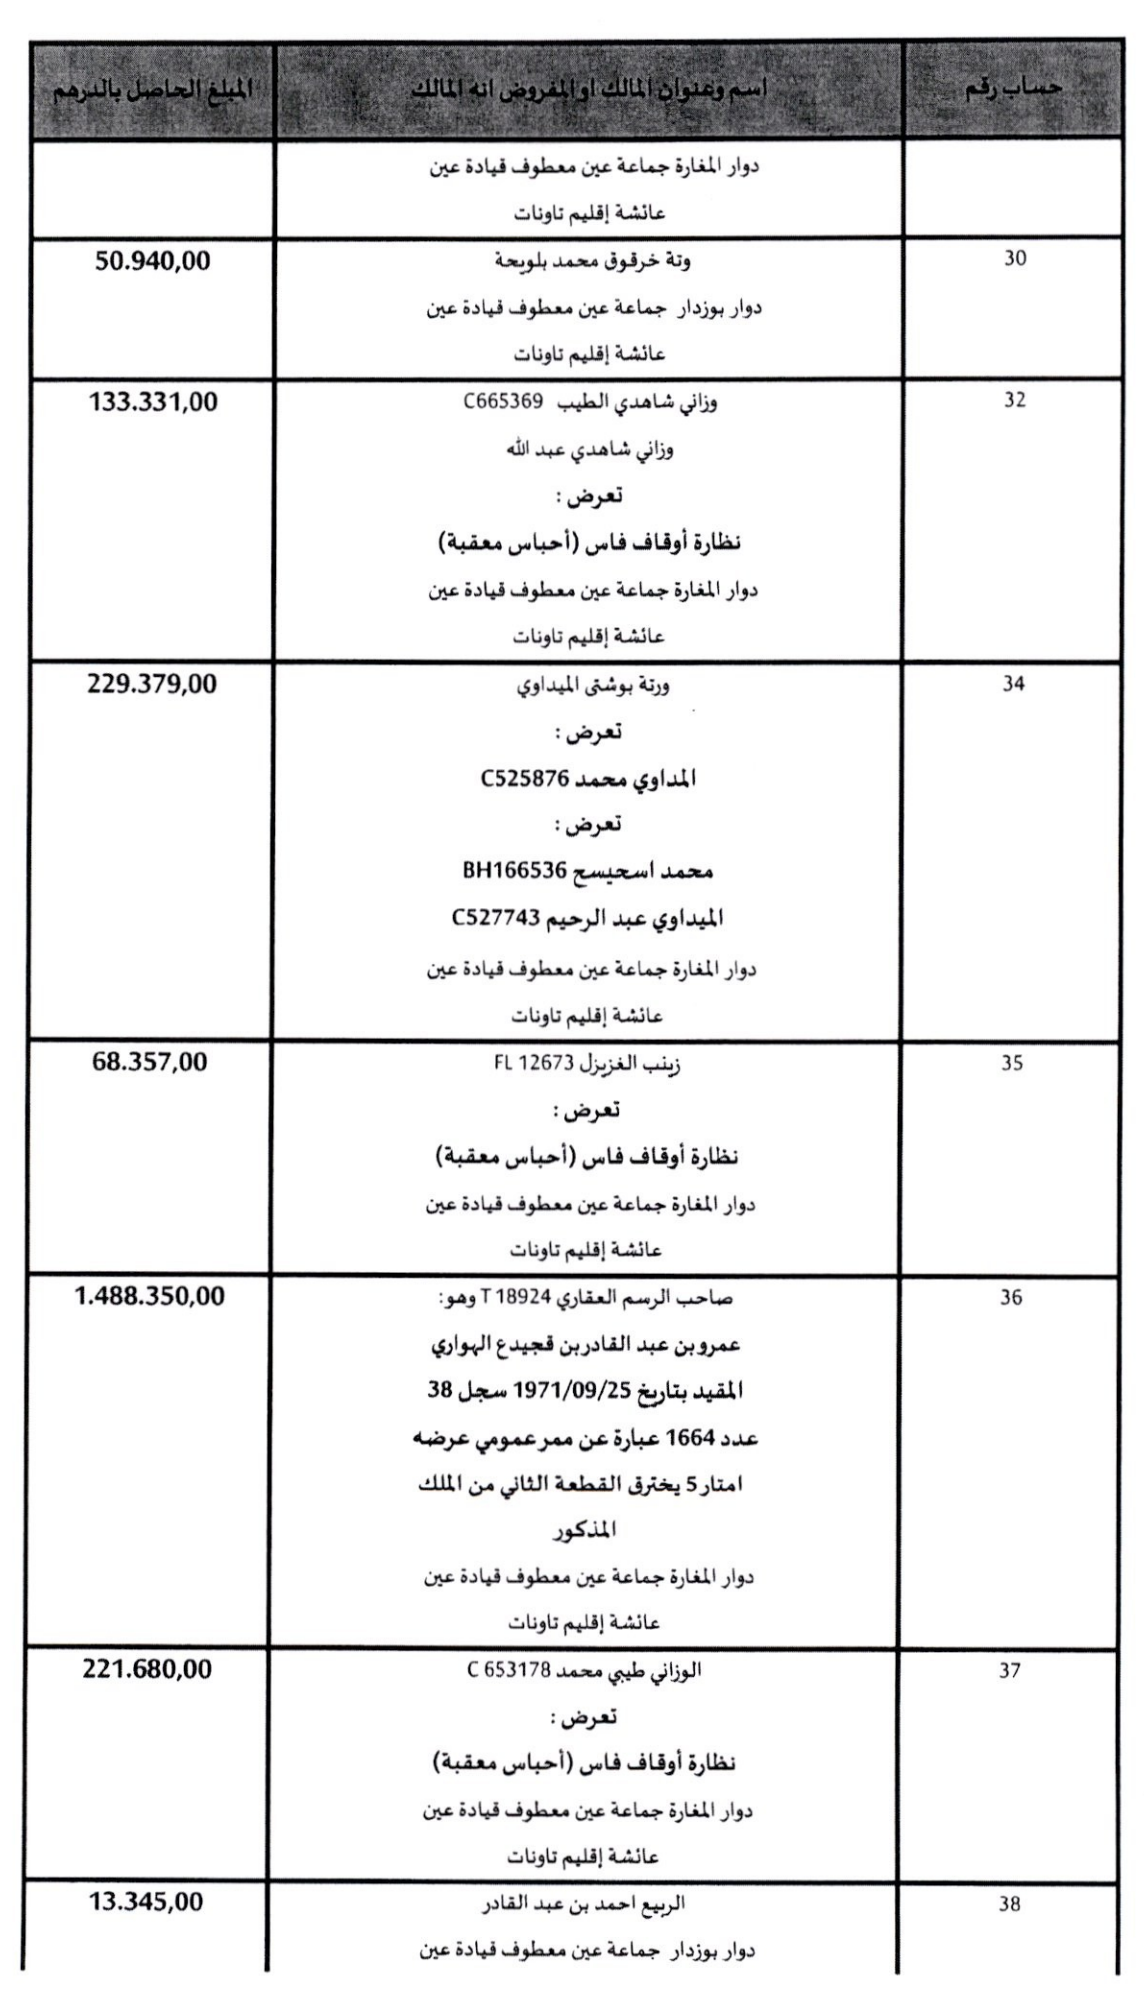 حساب رقم	اسم وعنوان المالك او المفروض انه المالك	المبلغ الحاصل بالدرهم
دوار المغارة جماعة عين معطوف قيادة عين
عائشة إقليم تاونات
30	وتة خرقوق محمد بلويحة	50.940,00
دوار بوزدار جماعة عين معطوف قيادة عين
عائشة إقليم تاونات
32	وزاني شاهدي الطيب C665369	133.331,00
وزاني شاهدي عبد الله
تعرض :
نظارة أوقاف فاس (أحباس معقبة)
دوار المغارة جماعة عين معطوف قيادة عين
عائشة إقليم تاونات
34	ورتة بوشتى الميداوي	229.379,00
تعرض :
المداوي محمد C525876
تعرض :
محمد اسحيسح BH166536
الميداوي عبد الرحيم C527743
دوار المغارة جماعة عين معطوف قيادة عين
عائشة إقليم تاونات
35	زينب الغزيزل FL 12673	68.357,00
تعرض :
نظارة أوقاف فاس (أحباس معقبة)
دوار المغارة جماعة عين معطوف قيادة عين
عائشة إقليم تاونات
36	صاحب الرسم العقاري T 18924 وهو:	1.488.350,00
عمرو بن عبد القادر بن قجيدع الهواري
المقيد بتاريخ 1971/09/25 سجل 38
عدد 1664 عبارة عن ممر عمومي عرضه
امتار 5 يخترق القطعة الثاني من الملك
المذكور
دوار المغارة جماعة عين معطوف قيادة عين
عائشة إقليم تاونات
37	الوزاني طيبي محمد C 653178	221.680,00
تعرض :
نظارة أوقاف فاس (أحباس معقبة)
دوار المغارة جماعة عين معطوف قيادة عين
عائشة إقليم تاونات
38	الربيع احمد بن عبد القادر	13.345,00
دوار بوزدار جماعة عين معطوف قيادة عين